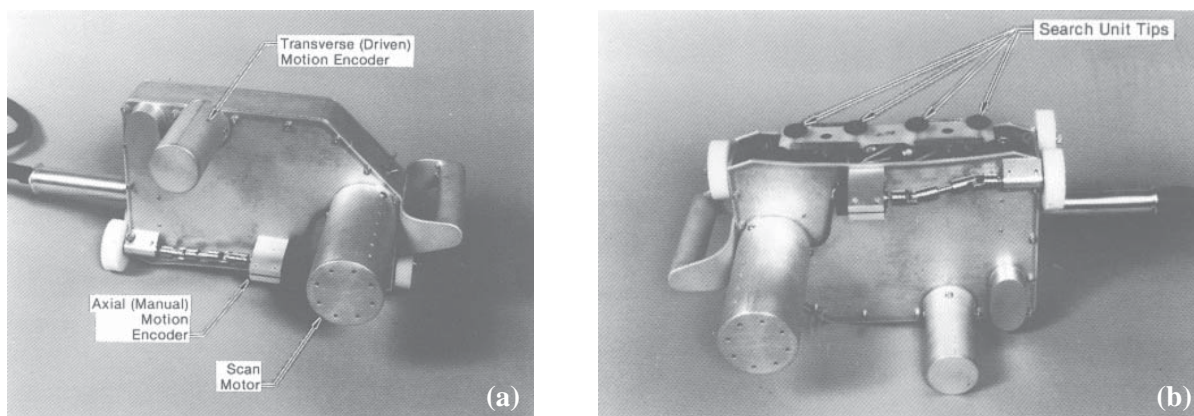 Transverse (Driven)
Motion Encoder
Axial (Manual)
Motion
Encoder
Scan
Motor
(a)
Search Unit Tips
(b)